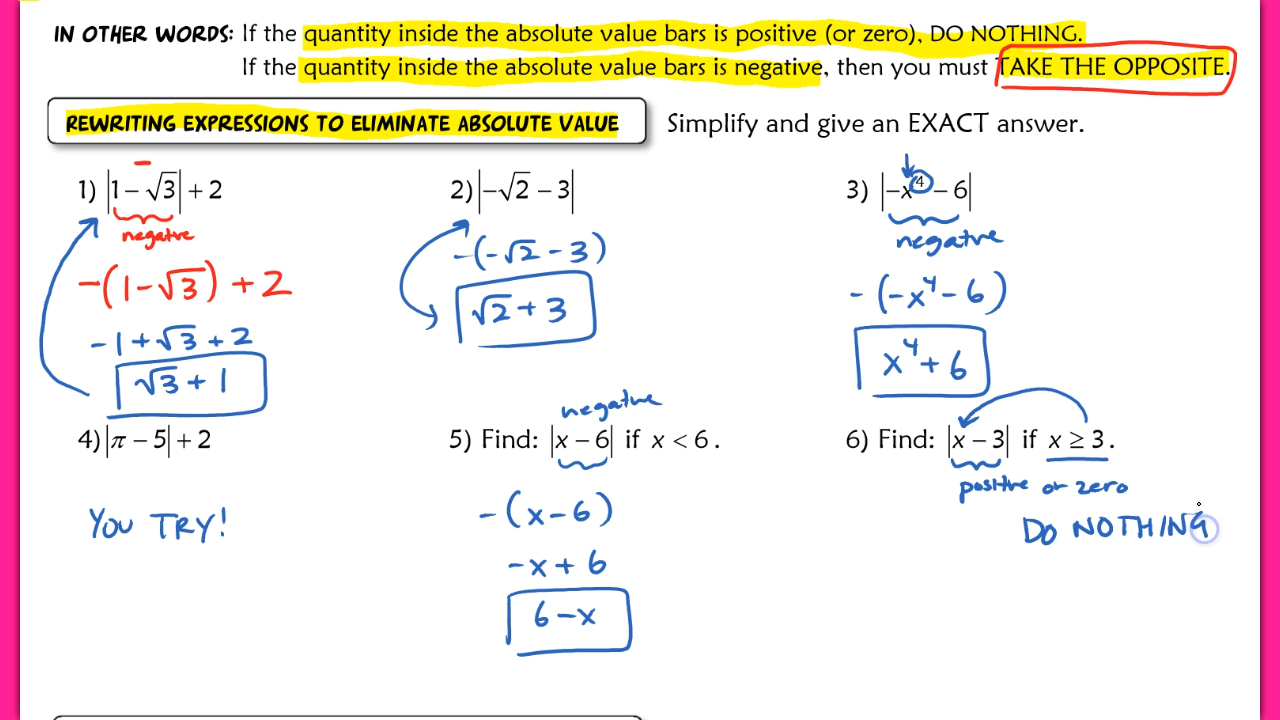 IN OTHER WORDS: If the quantity inside the absolute value bars is positive (or zero), DO NOTHING.
If the quantity inside the absolute value bars is negative, then you must TAKE THE OPPOSITE.
REWRITING EXPRESSIONS TO ELIMINATE ABSOLUTE VALUE Simplify and give an EXACT answer.
1) |1 − √3| + 2
−
negative
−(1−√3) + 2
−1 + √3 + 2
√3 + 1
2) |−√2 − 3|
−(−√2 − 3)
√2 + 3
3) |−x⁴ − 6|
negative
− (−x⁴ − 6)
x⁴ + 6
4) |π − 5| + 2
YOU TRY!
negative
5) Find: |x − 6| if x < 6.
− (x − 6)
−x + 6
6 − x
6) Find: |x − 3| if x ≥ 3.
positive or zero
DO NOTHING